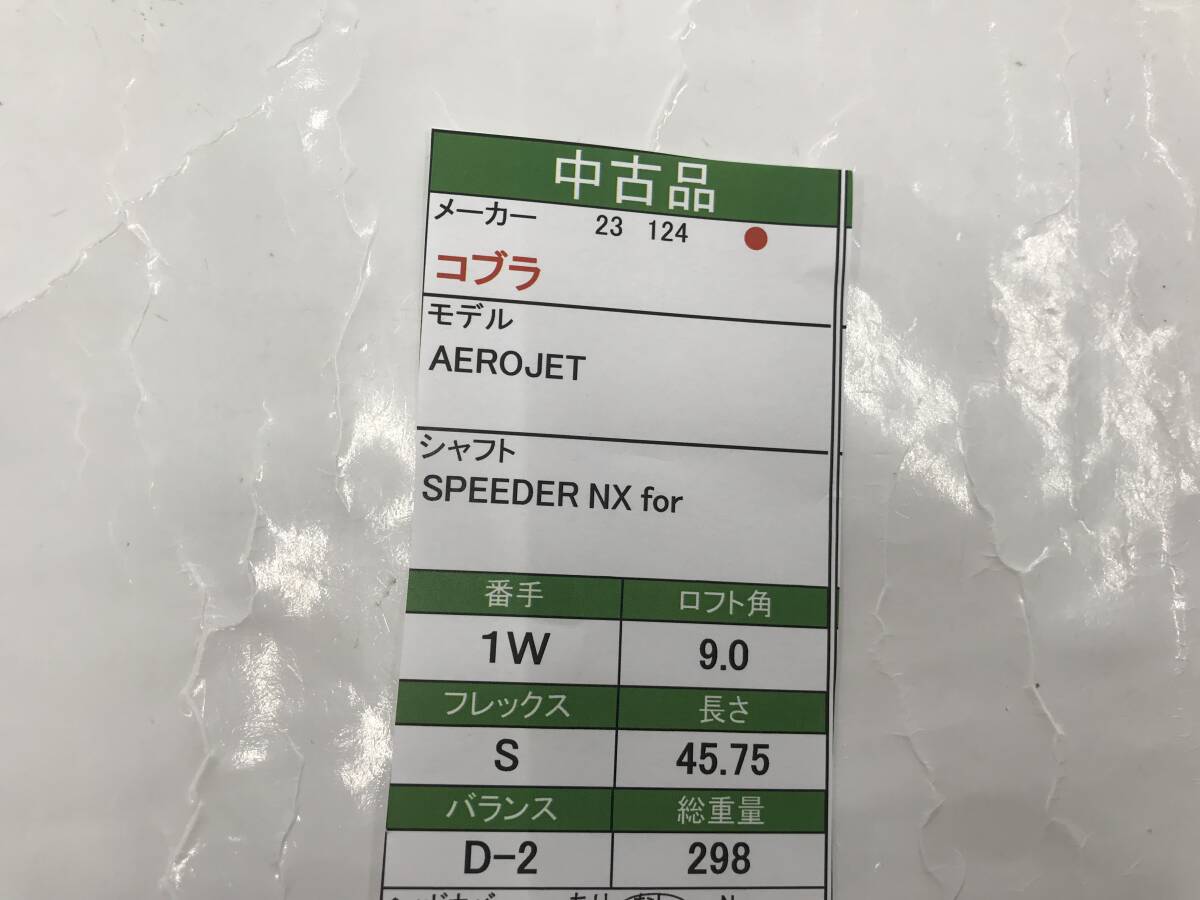 中古品
メーカー 23 124
コブラ
モデル
AEROJET
シャフト
SPEEDER NX for
番手 ロフト角
1W 9.0
フレックス 長さ
S 45.75
バランス 総重量
D-2 298